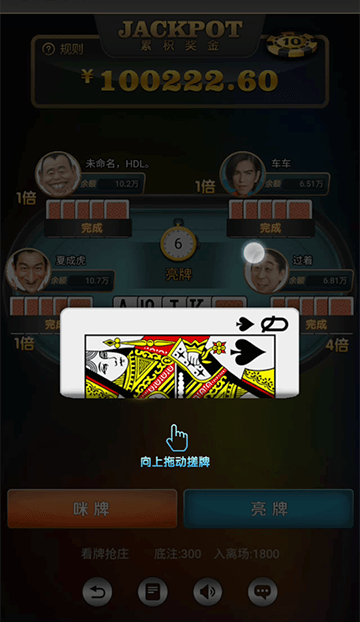 JACKPOT
累积奖金
10
规则
¥100222.60
未命名，HDL。
余额 10.2万
1倍
完成
车车
余额 6.51万
1倍
完成
6
亮牌
夏成虎
余额 10.7万
1倍
完成
过着
余额 6.81万
4倍
完成
A 10 J K
Q
向上拖动搓牌
咪牌
亮牌
看牌抢庄 底注:300 入离场:1800